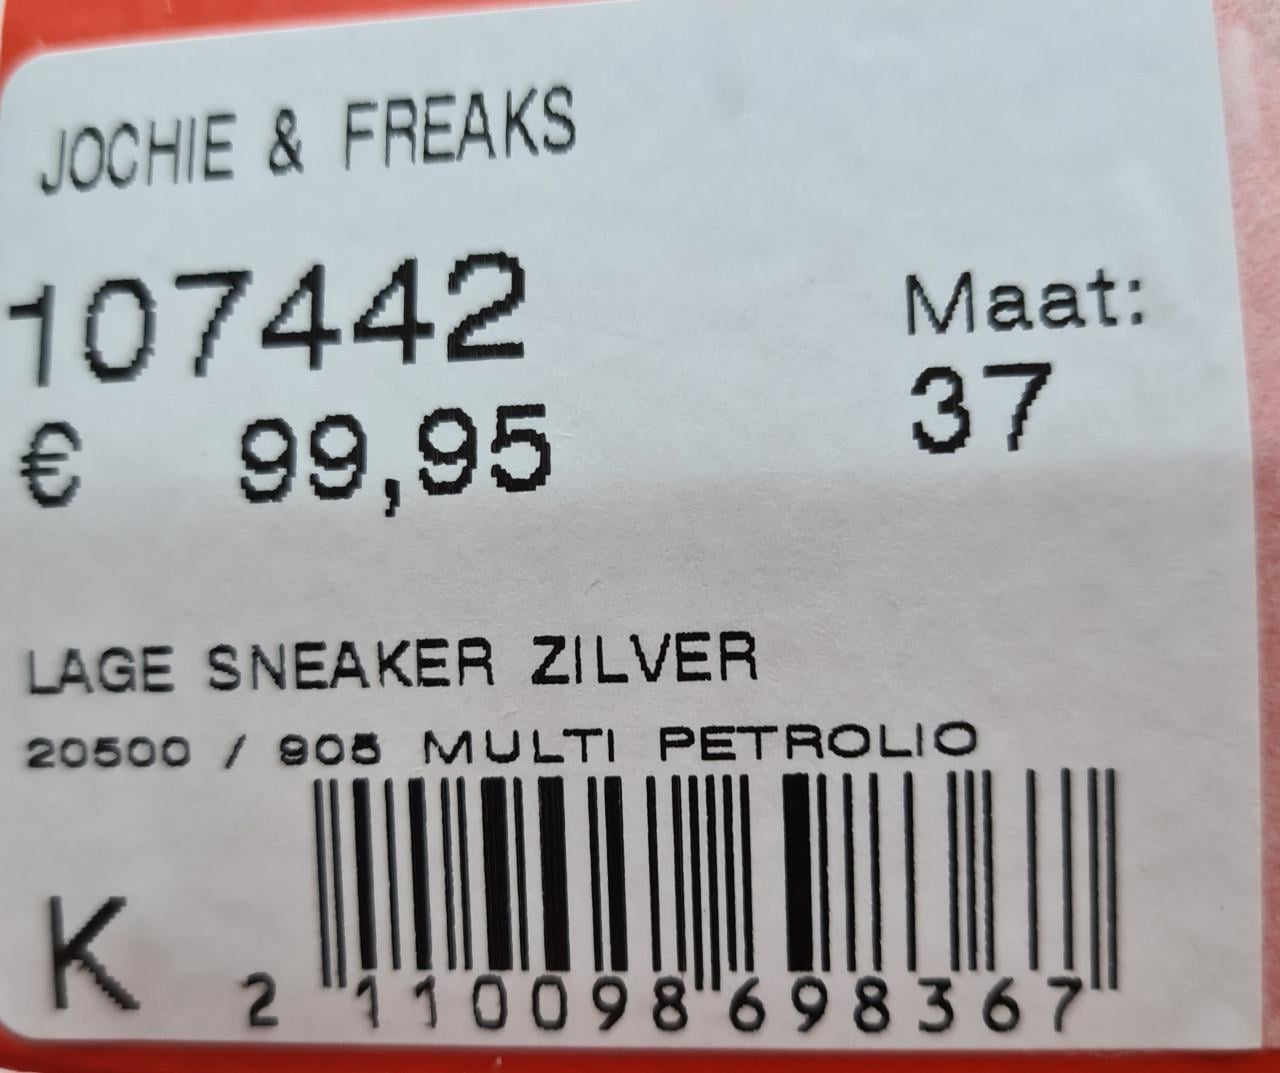 JOCHIE & FREAKS
107442
Maat:
37
€ 99,95
LAGE SNEAKER ZILVER
20500 / 905 MULTI PETROLIO
K
2 110098 698367